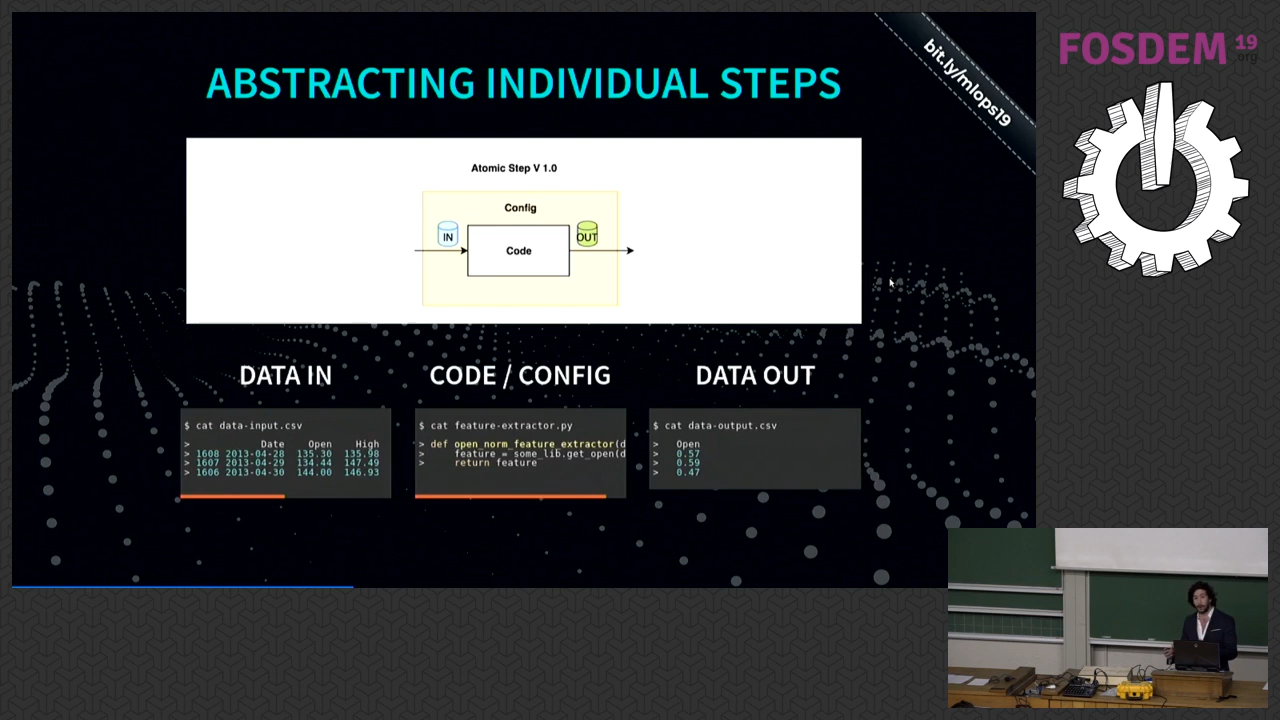 ABSTRACTING INDIVIDUAL STEPS
bit.ly/mlops19
FOSDEM 19
.org
Atomic Step V 1.0
Config
IN
Code
OUT
DATA IN
CODE / CONFIG
DATA OUT
$ cat data-input.csv
> Date Open High
> 1608 2013-04-28 135.30 135.98
> 1607 2013-04-29 134.44 147.49
> 1606 2013-04-30 144.00 146.93
$ cat feature-extractor.py
> def open_norm_feature_extractor(d
> feature = some_lib.get_open(d
> return feature
$ cat data-output.csv
> Open
> 0.57
> 0.59
> 0.47